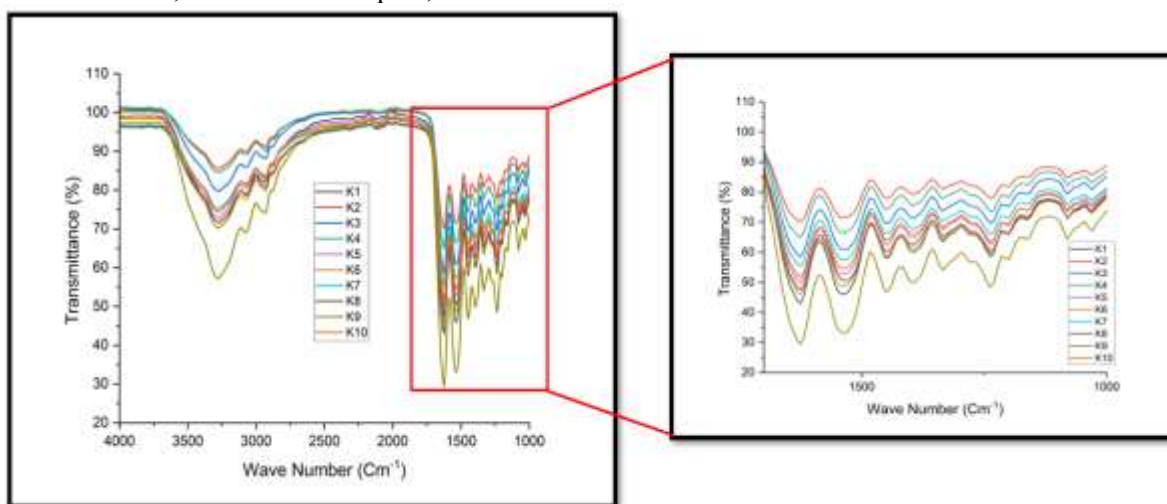 110
100
90
80
70
60
50
40
30
20
Transmittance (%)
K1
K2
K3
K4
K5
K6
K7
K8
K9
K10
4000 3500 3000 2500 2000 1500 1000
Wave Number (Cm-1)
110
100
90
80
70
60
50
40
30
20
Transmittance (%)
K1
K2
K3
K4
K5
K6
K7
K8
K9
K10
1500 1000
Wave Number (Cm-1)